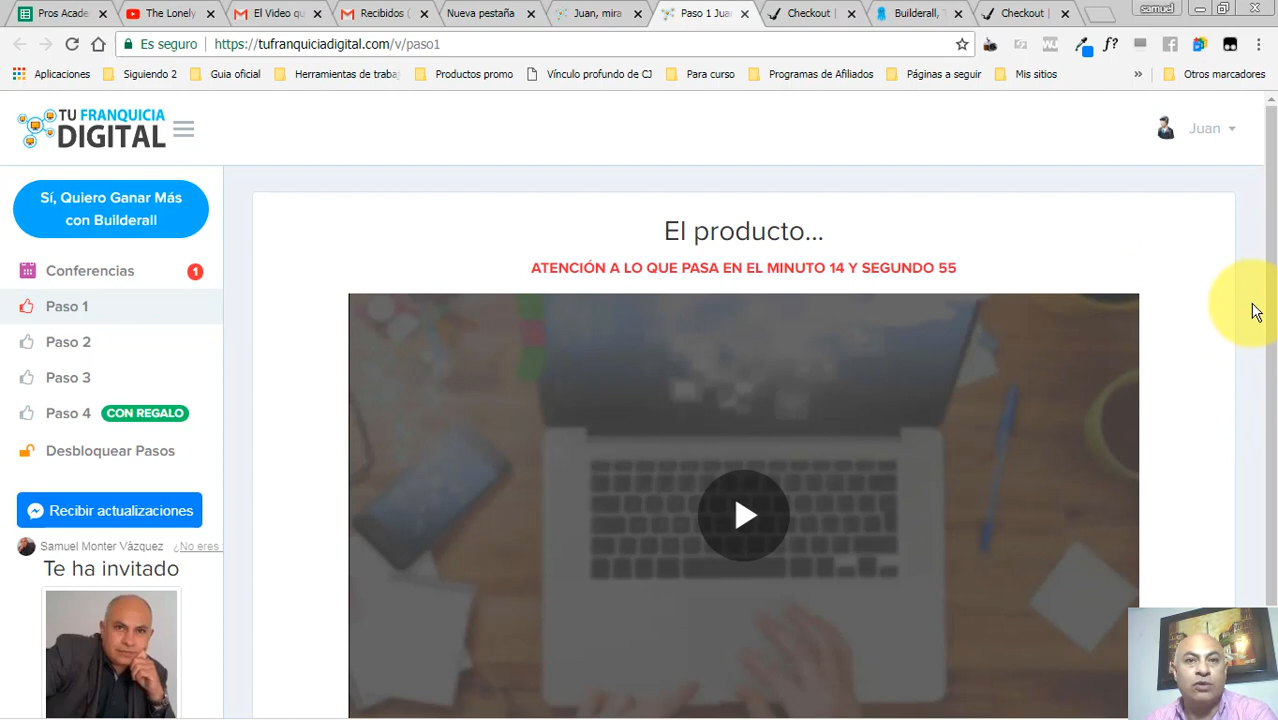 Pros Acade
The Lonely
El Video qu
Recibidos (
Nueva pestaña
Juan, mira
Paso 1 Jua
Checkout
Builderall, T
Checkout |
samuel
Es seguro
https://tufranquiciadigital.com/v/paso1
Aplicaciones
Siguiendo 2
Guia oficial
Herramientas de traba
Productos promo
Vínculo profundo de CJ
Para curso
Programas de Afiliados
Páginas a seguir
Mis sitios
»
Otros marcadores
TU FRANQUICIA
DIGITAL
Juan
Sí, Quiero Ganar Más
con Builderall
Conferencias 1
Paso 1
Paso 2
Paso 3
Paso 4 CON REGALO
Desbloquear Pasos
Recibir actualizaciones
Samuel Monter Vázquez ¿No eres
Te ha invitado
El producto...
ATENCIÓN A LO QUE PASA EN EL MINUTO 14 Y SEGUNDO 55